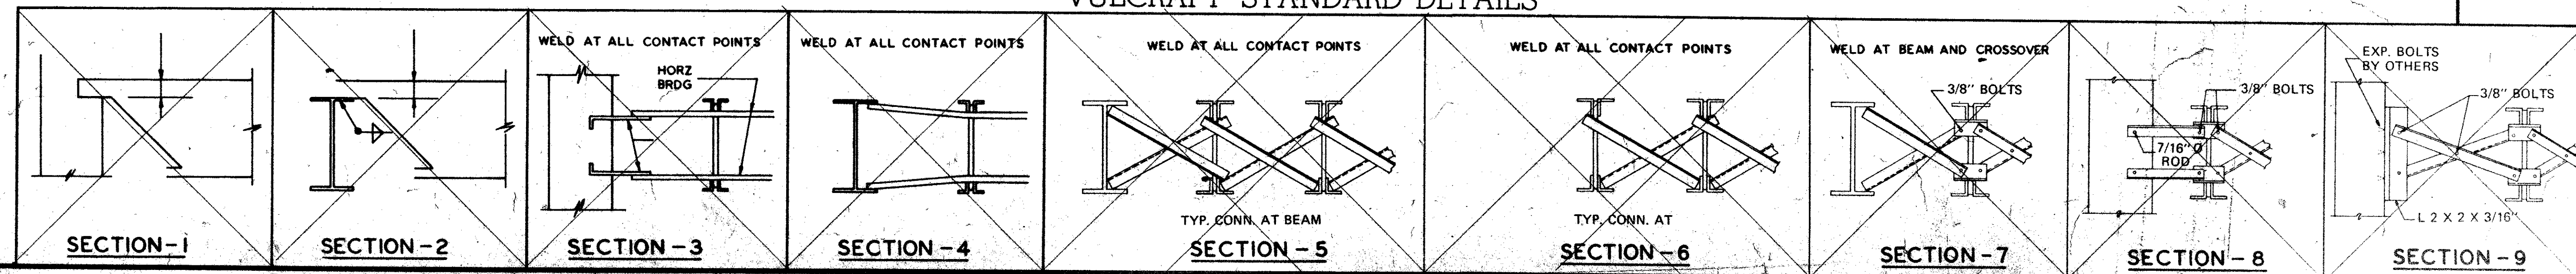 VULCRAFT STANDARD DETAILS
SECTION-1
SECTION-2
WELD AT ALL CONTACT POINTS
HORZ
BRDG
SECTION-3
WELD AT ALL CONTACT POINTS
SECTION-4
WELD AT ALL CONTACT POINTS
TYP. CONN. AT BEAM
SECTION-5
WELD AT ALL CONTACT POINTS
TYP. CONN. AT
SECTION-6
WELD AT BEAM AND CROSSOVER
3/8" BOLTS
SECTION-7
3/8" BOLTS
7/16" Ø
ROD
SECTION-8
EXP. BOLTS
BY OTHERS
3/8" BOLTS
L 2 X 2 X 3/16"
SECTION-9